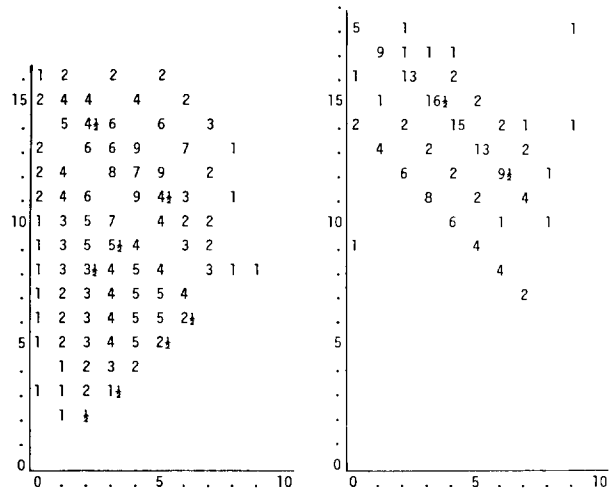 . 1 2 2 2
15 2 4 4 4 2
. 5 4½ 6 6 3
. 2 6 6 9 7 1
. 2 4 8 7 9 2
. 2 4 6 9 4½ 3 1
10 1 3 5 7 4 2 2
. 1 3 5 5½ 4 3 2
. 1 3 3½ 4 5 4 3 1 1
. 1 2 3 4 5 5 4
. 1 2 3 4 5 5 2½
5 1 2 3 4 5 2½
. 1 2 3 2
. 1 1 2 1½
. 1 ½
.
0
0 . . . . 5 . . . . 10
.
. 5 1 1
. 9 1 1 1
. 1 13 2
15 1 16½ 2
. 2 2 15 2 1 1
. 4 2 13 2
. 6 2 9½ 1
. 8 2 4
10 6 1 1
. 1 4
. 4
. 2
.
5
.
.
.
.
0
0 . . . . 5 . . . . 10